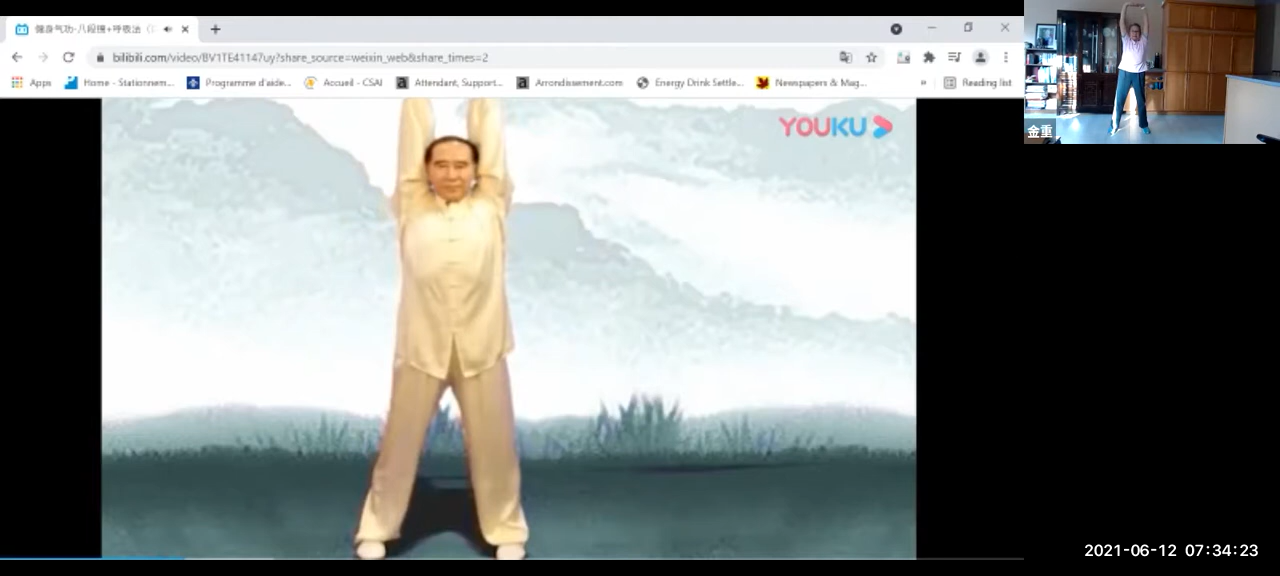 健身气功-八段锦+呼吸法
bilibili.com/video/BV1TE41147uy?share_source=weixin_web&share_times=2
Apps
Home - Stationnem...
Programme d'aide...
Accueil - CSAI
Attendant, Support...
Arrondissement.com
Energy Drink Settle...
Newspapers & Mag...
»
Reading list
YOUKU
金重
2021-06-12 07:34:23